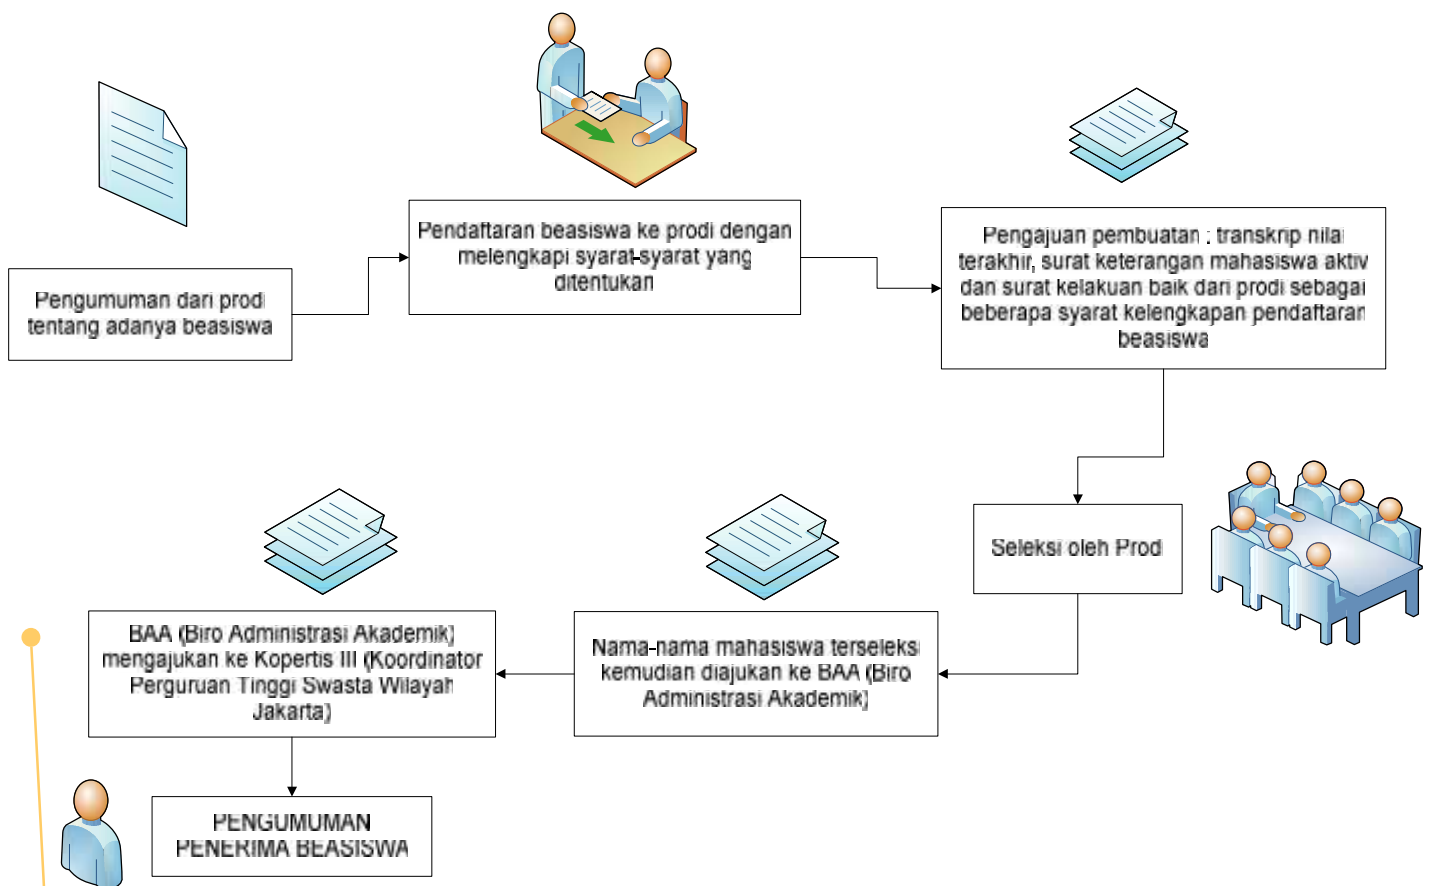 Pengumuman dari prodi
tentang adanya beasiswa
Pendaftaran beasiswa ke prodi dengan
melengkapi syarat-syarat yang
ditentukan
Pengajuan pembuatan : transkrip nilai
terakhir, surat keterangan mahasiswa aktiv
dan surat kelakuan baik dari prodi sebagai
beberapa syarat kelengkapan pendaftaran
beasiswa
Seleksi oleh Prodi
Nama-nama mahasiswa terseleksi
kemudian diajukan ke BAA (Biro
Administrasi Akademik)
BAA (Biro Administrasi Akademik)
mengajukan ke Kopertis III (Koordinator
Perguruan Tinggi Swasta Wilayah
Jakarta)
PENGUMUMAN
PENERIMA BEASISWA